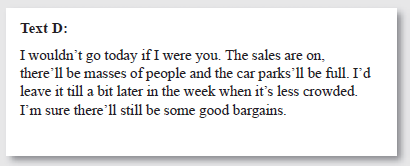 Text D:
I wouldn't go today if I were you. The sales are on,
there'll be masses of people and the car parks'll be full. I'd
leave it till a bit later in the week when it's less crowded.
I'm sure there'll still be some good bargains.